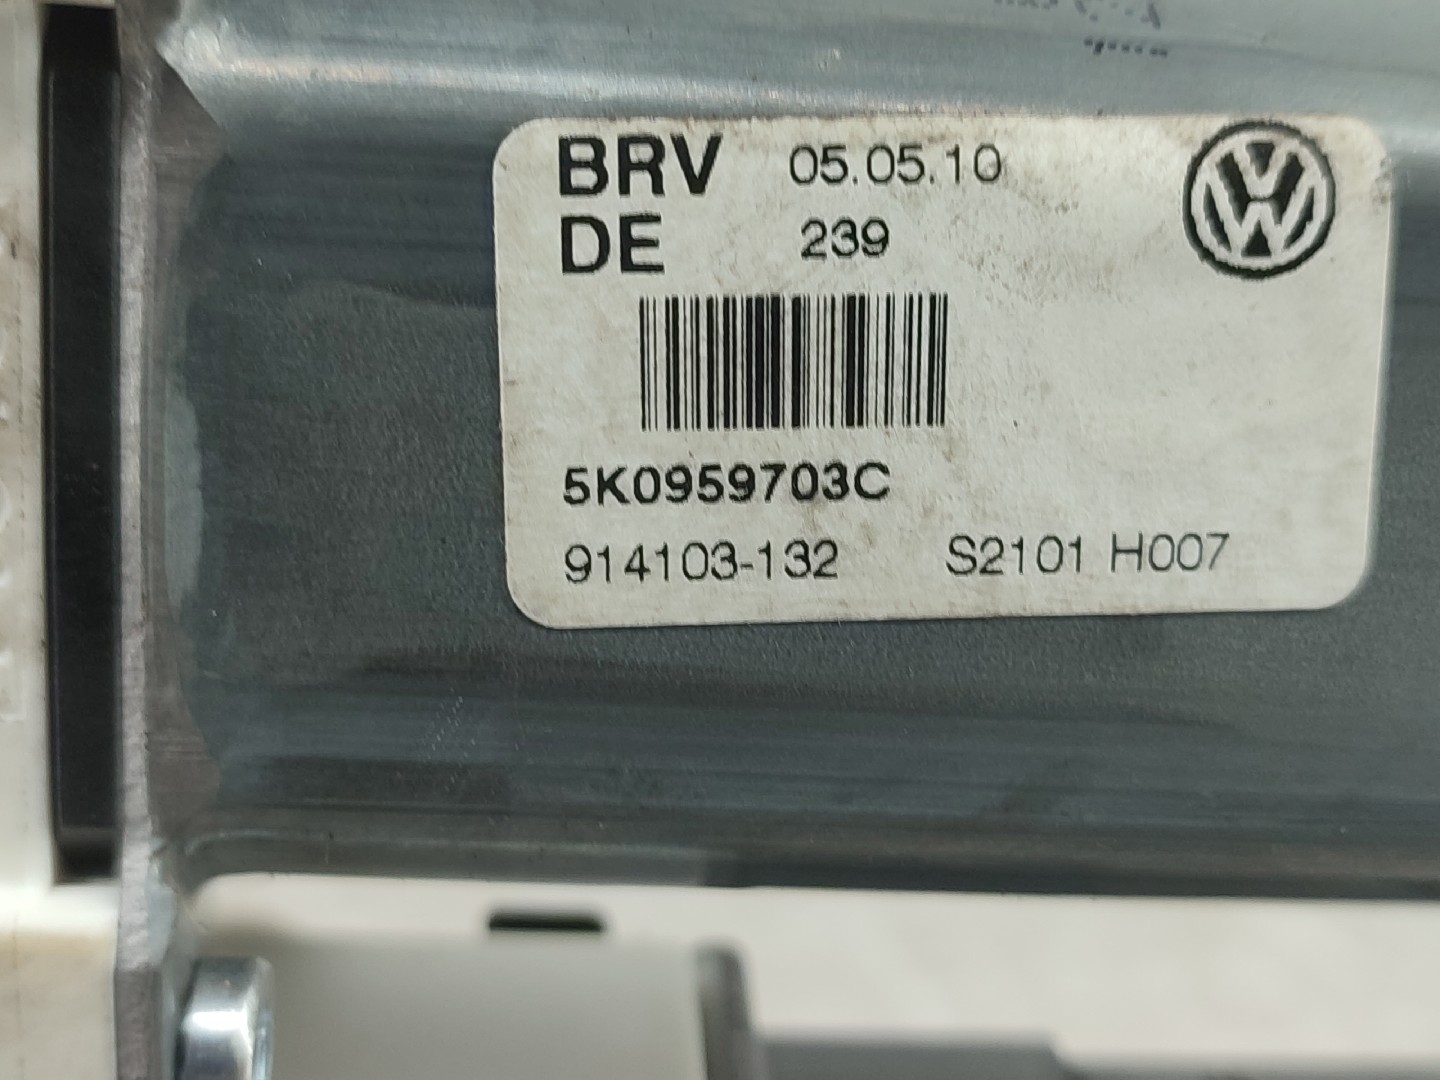 BRV 05.05.10
DE 239
5K0959703C
914103-132 S2101 H007